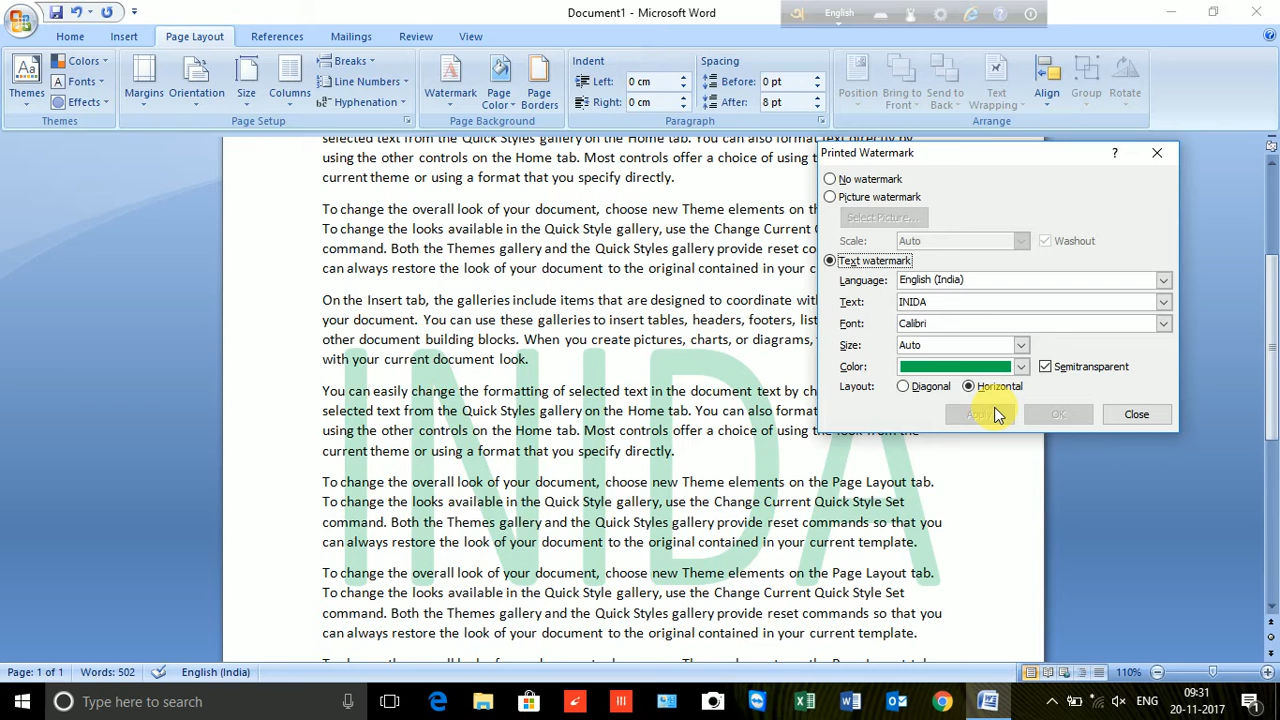 Document1 - Microsoft Word
English
Home Insert Page Layout References Mailings Review View
Themes
Colors
Fonts
Effects
Themes
Margins
Orientation
Size
Columns
Breaks
Line Numbers
Hyphenation
Page Setup
Watermark
Page Color
Page Borders
Page Background
Indent
Left: 0 cm
Right: 0 cm
Spacing
Before: 0 pt
After: 8 pt
Paragraph
Position
Bring to Front
Send to Back
Text Wrapping
Align
Group
Rotate
Arrange
selected text from the Quick Styles gallery on the Home tab. You can also format text directly by
using the other controls on the Home tab. Most controls offer a choice of using
current theme or using a format that you specify directly.
To change the overall look of your document, choose new Theme elements on th
To change the looks available in the Quick Style gallery, use the Change Current
command. Both the Themes gallery and the Quick Styles gallery provide reset co
can always restore the look of your document to the original contained in your c
On the Insert tab, the galleries include items that are designed to coordinate with
your document. You can use these galleries to insert tables, headers, footers, list
other document building blocks. When you create pictures, charts, or diagrams,
with your current document look.
You can easily change the formatting of selected text in the document text by ch
selected text from the Quick Styles gallery on the Home tab. You can also forma
using the other controls on the Home tab. Most controls offer a choice of using the look from the
current theme or using a format that you specify directly.
To change the overall look of your document, choose new Theme elements on the Page Layout tab.
To change the looks available in the Quick Style gallery, use the Change Current Quick Style Set
command. Both the Themes gallery and the Quick Styles gallery provide reset commands so that you
can always restore the look of your document to the original contained in your current template.
To change the overall look of your document, choose new Theme elements on the Page Layout tab.
To change the looks available in the Quick Style gallery, use the Change Current Quick Style Set
command. Both the Themes gallery and the Quick Styles gallery provide reset commands so that you
can always restore the look of your document to the original contained in your current template.
INIDA
Printed Watermark
No watermark
Picture watermark
Select Picture...
Scale: Auto Washout
Text watermark
Language: English (India)
Text: INIDA
Font: Calibri
Size: Auto
Color: Semitransparent
Layout: Diagonal Horizontal
Apply OK Close
Page: 1 of 1 Words: 502 English (India) 110%
Type here to search ENG 09:31
20-11-2017